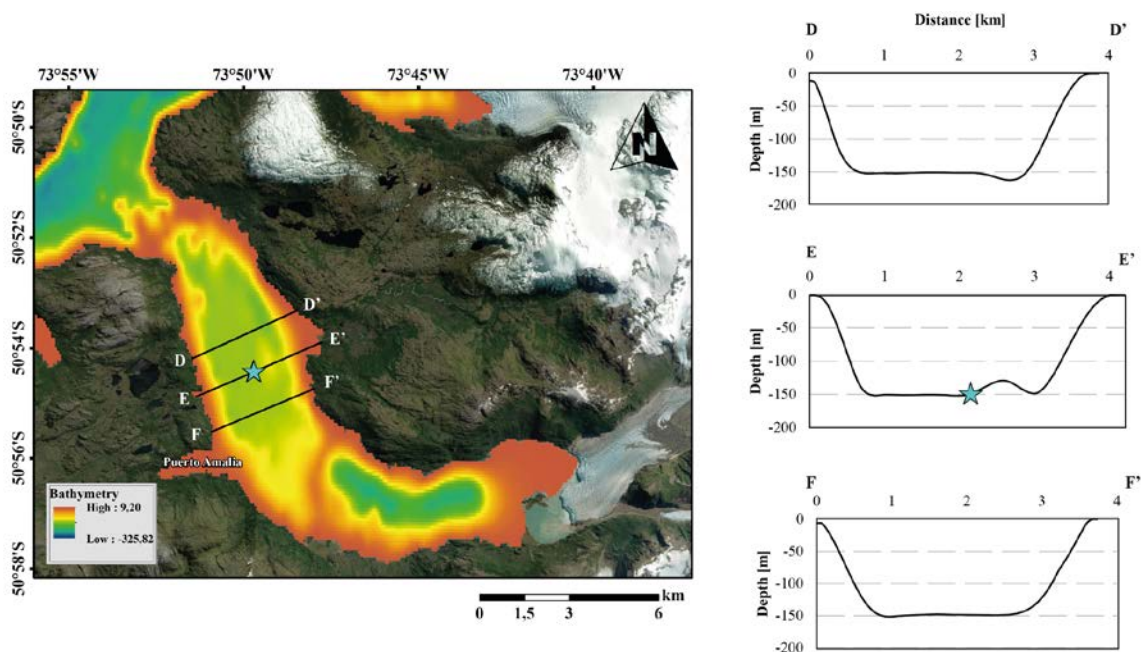 73°55'W 73°50'W 73°45'W 73°40'W
50°50'S
50°52'S
50°54'S
50°56'S
50°58'S
N
D D'
E E'
F F'
Puerto Amalia
Bathymetry
High : 9,20
Low : -325.82
km
0 1,5 3 6
Distance [km]
D D'
0 1 2 3 4
Depth [m]
0
-50
-100
-150
-200
E E'
0 1 2 3 4
Depth [m]
0
-50
-100
-150
-200
F F'
0 1 2 3 4
Depth [m]
0
-50
-100
-150
-200